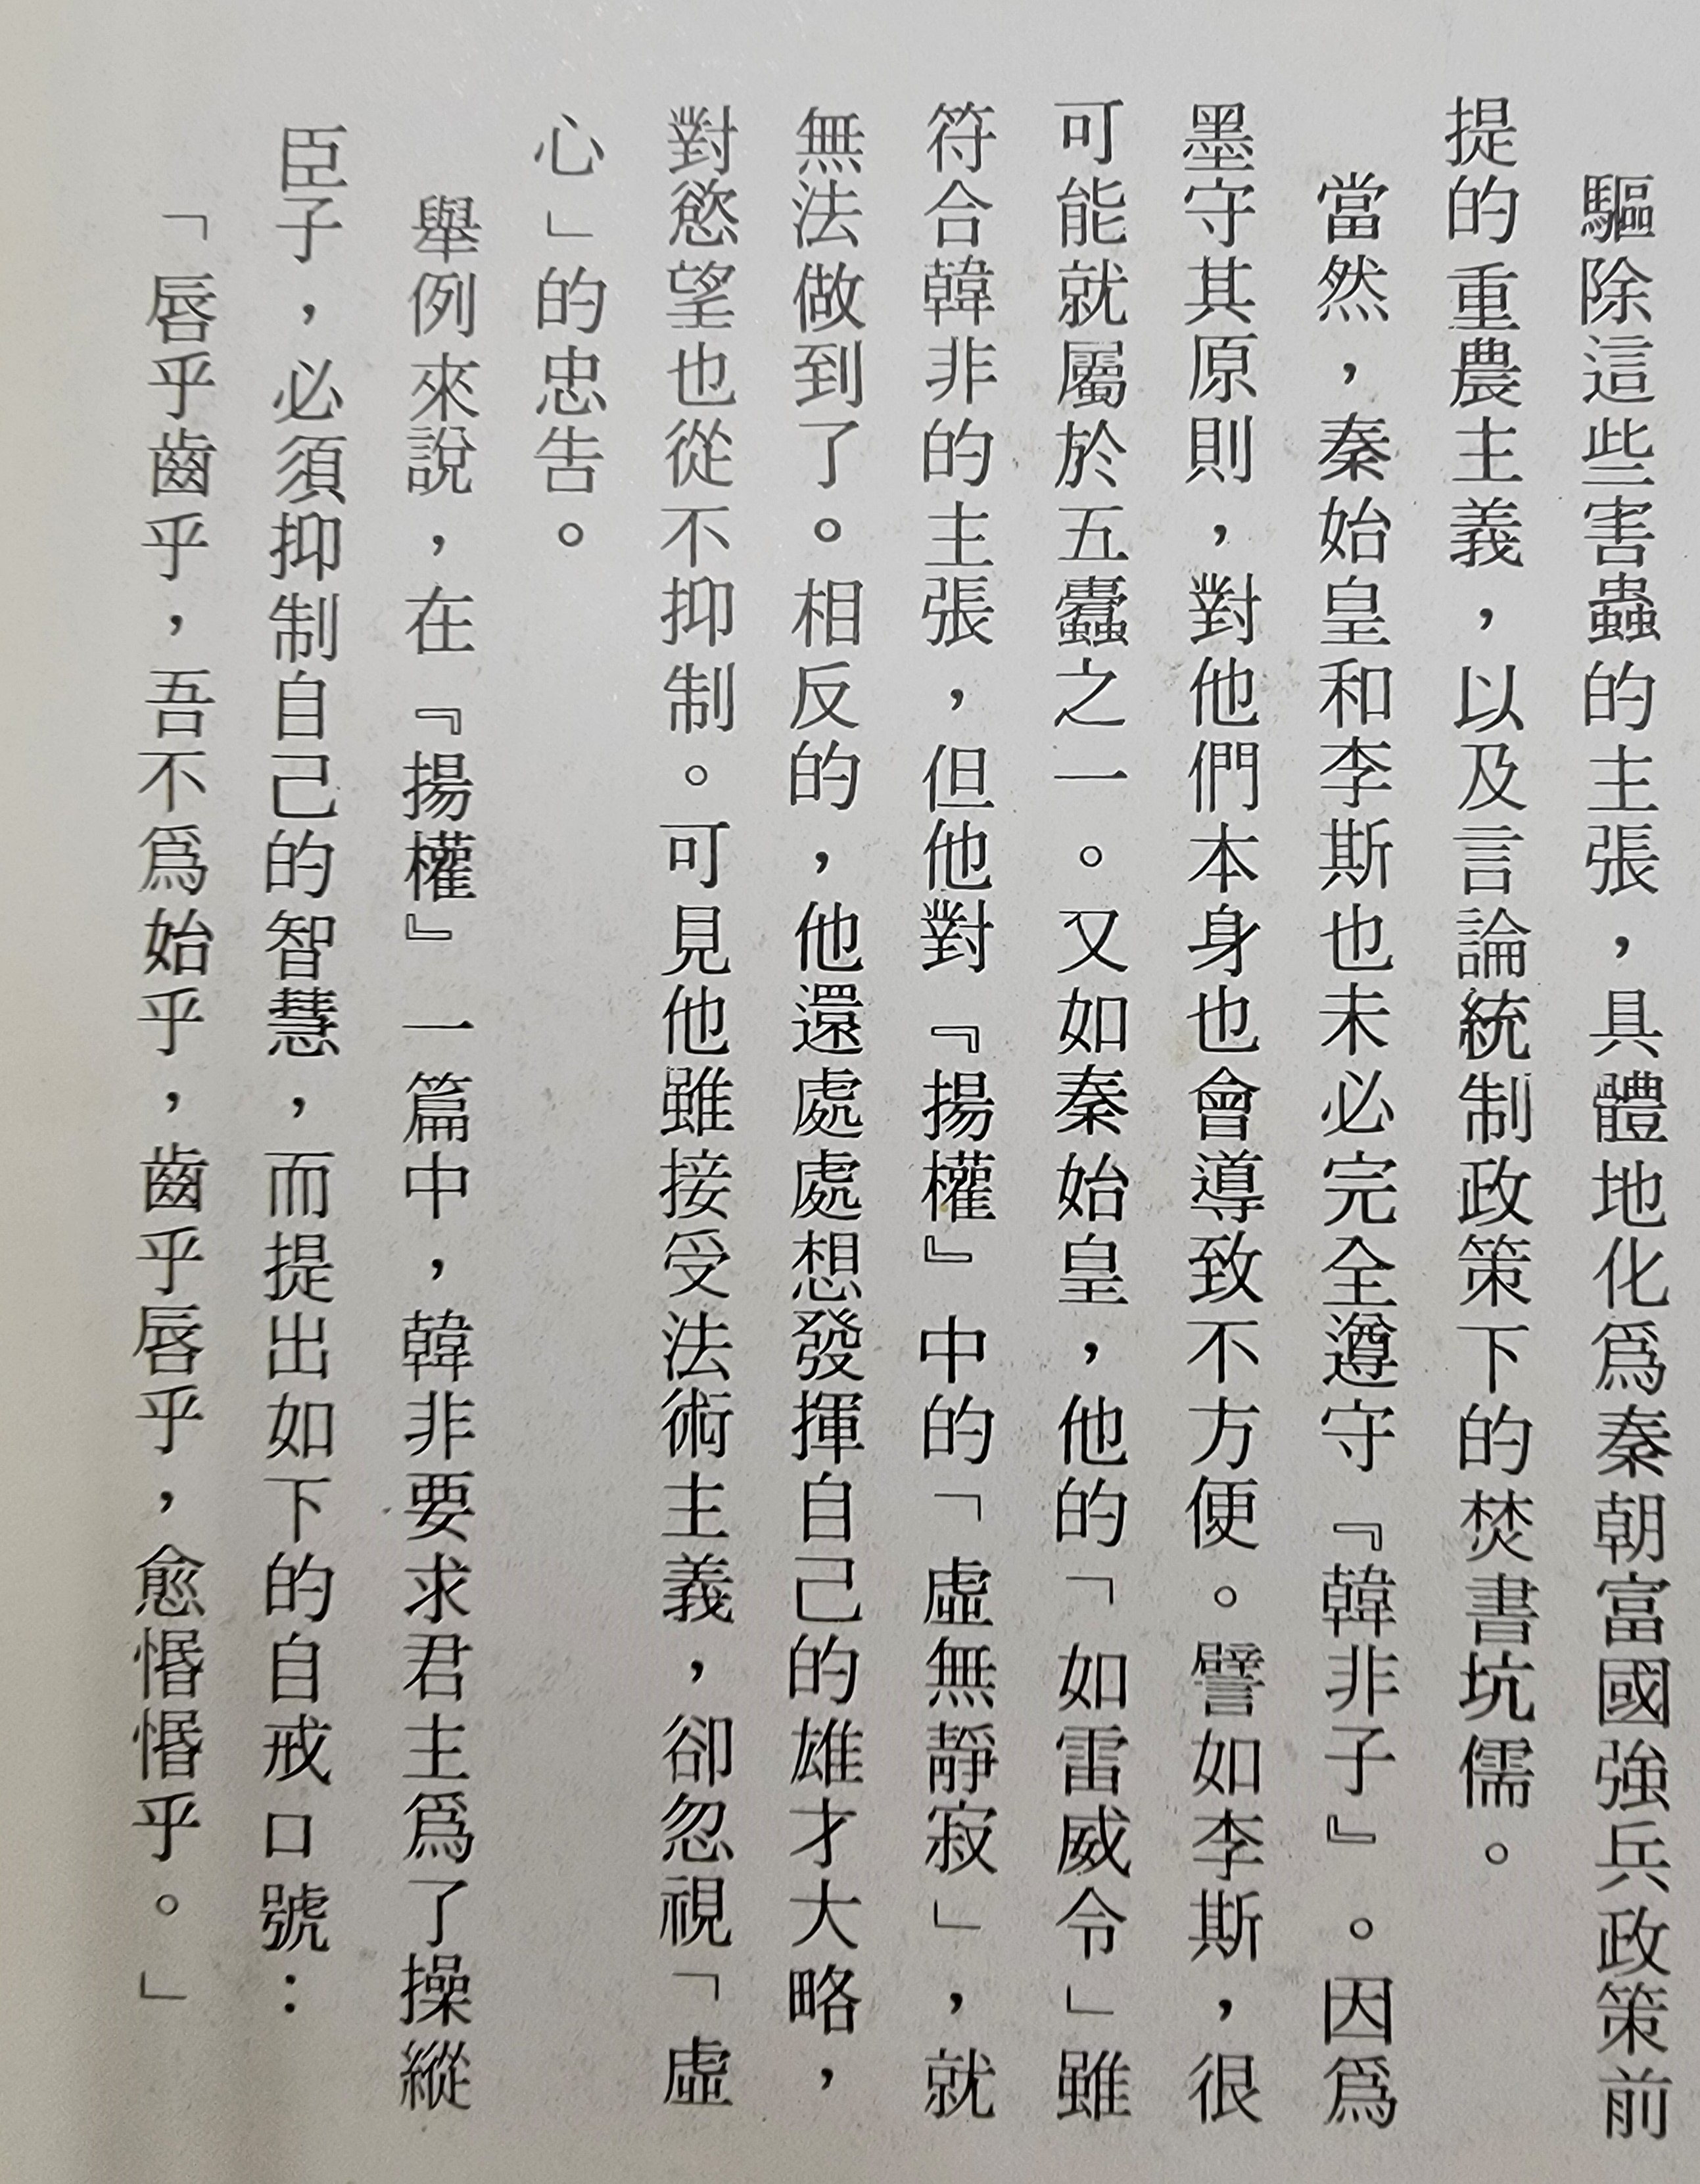 驅除這些害蟲的主張，具體地化爲秦朝富國強兵政策前
提的重農主義，以及言論統制政策下的焚書坑儒。
當然，秦始皇和李斯也未必完全遵守『韓非子』。因爲
墨守其原則，對他們本身也會導致不方便。譬如李斯，很
可能就屬於五蠹之一。又如秦始皇，他的「如雷威令」雖
符合韓非的主張，但他對『揚權』中的「虛無靜寂」，就
無法做到了。相反的，他還處處想發揮自己的雄才大略，
對慾望也從不抑制。可見他雖接受法術主義，卻忽視「虛
心」的忠告。
舉例來說，在『揚權』一篇中，韓非要求君主爲了操縱
臣子，必須抑制自己的智慧，而提出如下的自戒口號：
「唇乎齒乎，吾不爲始乎，齒乎唇乎，愈惛惛乎。」